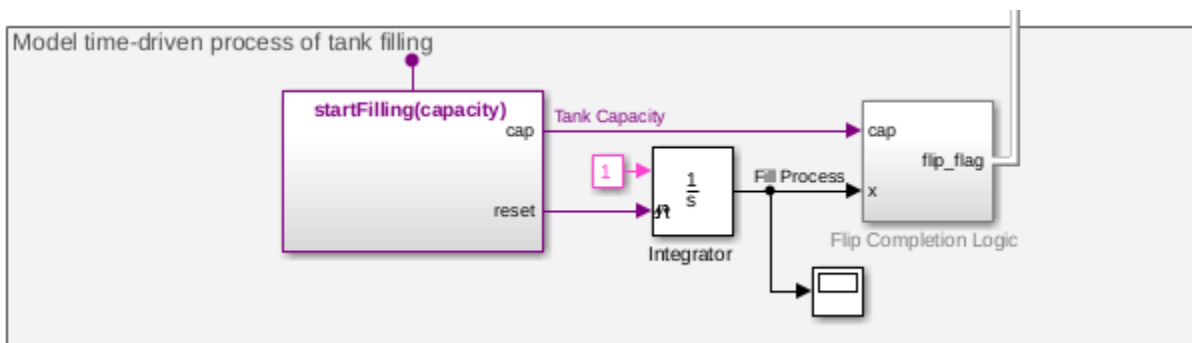 Model time-driven process of tank filling
startFilling(capacity)
cap
Tank Capacity
cap
flip_flag
1
1
s
Fill Process
x
reset
Integrator
Flip Completion Logic